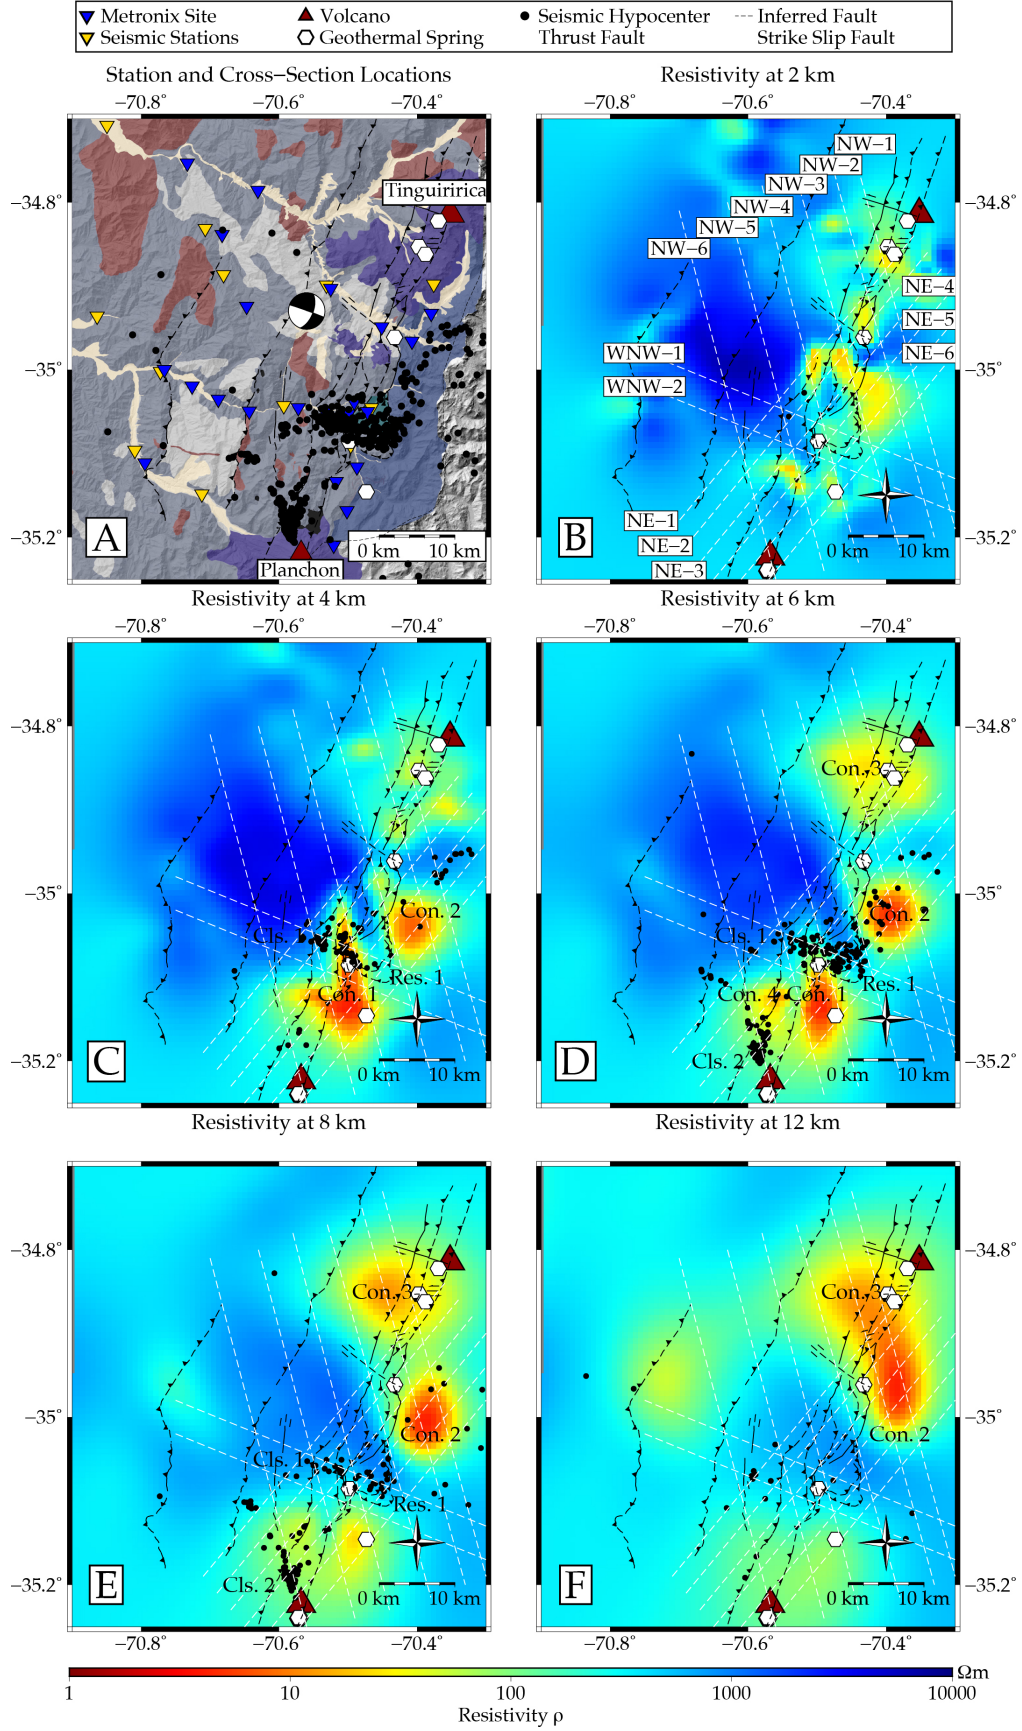 Metronix Site Volcano Seismic Hypocenter Inferred Fault
Seismic Stations Geothermal Spring Thrust Fault Strike Slip Fault
Station and Cross−Section Locations
−70.8° −70.6° −70.4°
−34.8°
−35°
−35.2°
Tinguiririca
A
0 km 10 km
Planchon
Resistivity at 2 km
−70.8° −70.6° −70.4°
NW−1
NW−2
NW−3
NW−4
NW−5
NW−6
NE−4
NE−5
NE−6
WNW−1
WNW−2
NE−1
NE−2
NE−3
B
0 km 10 km
−34.8°
−35°
−35.2°
Resistivity at 4 km
−70.8° −70.6° −70.4°
−34.8°
−35°
−35.2°
Con. 2
Cls. 1
Res. 1
Con. 1
C
0 km 10 km
Resistivity at 6 km
−70.8° −70.6° −70.4°
Con. 3
Con. 2
Cls. 1
Res. 1
Con. 4 Con. 1
Cls. 2
D
0 km 10 km
−34.8°
−35°
−35.2°
Resistivity at 8 km
−34.8°
−35°
−35.2°
Con. 3
Con. 2
Cls. 1
Res. 1
Cls. 2
E
0 km 10 km
−70.8° −70.6° −70.4°
Resistivity at 12 km
Con. 3
Con. 2
F
0 km 10 km
−34.8°
−35°
−35.2°
−70.8° −70.6° −70.4°
Ωm
1 10 100 1000 10000
Resistivity ρ